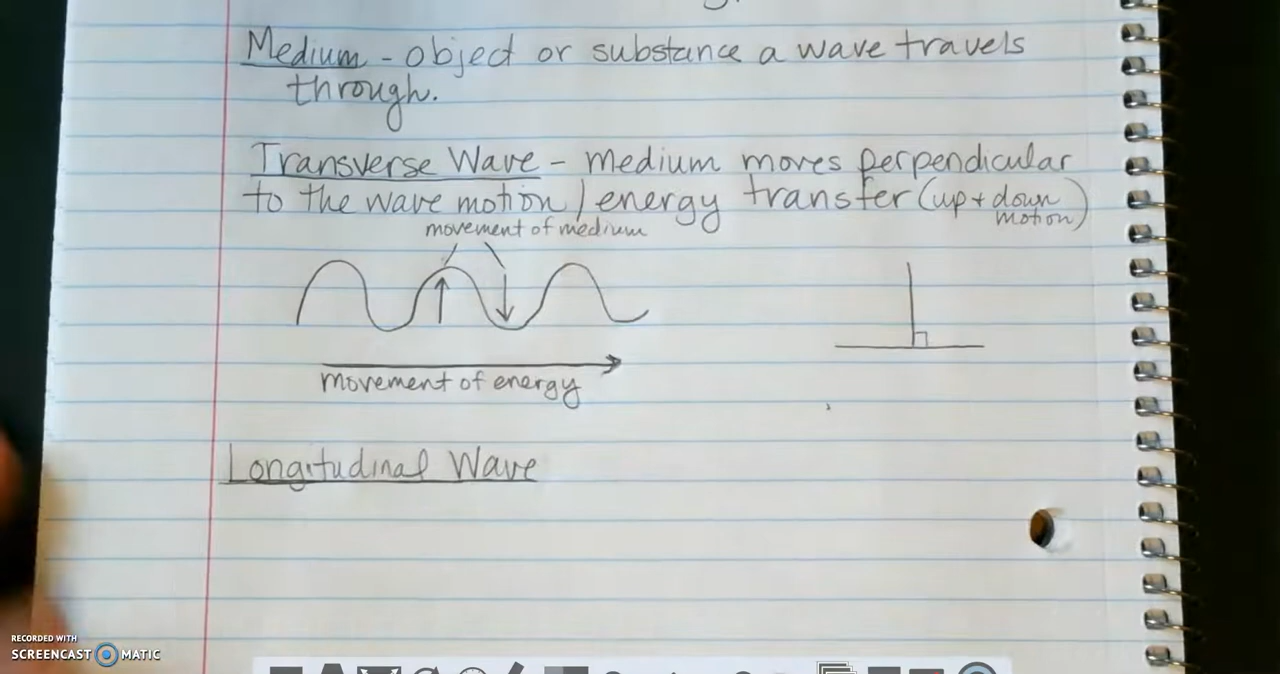 Medium - object or substance a wave travels
through.
Transverse Wave - medium moves perpendicular
to the wave motion / energy transfer (up + down
motion)
movement of medium
movement of energy
Longitudinal Wave
RECORDED WITH
SCREENCAST MATIC